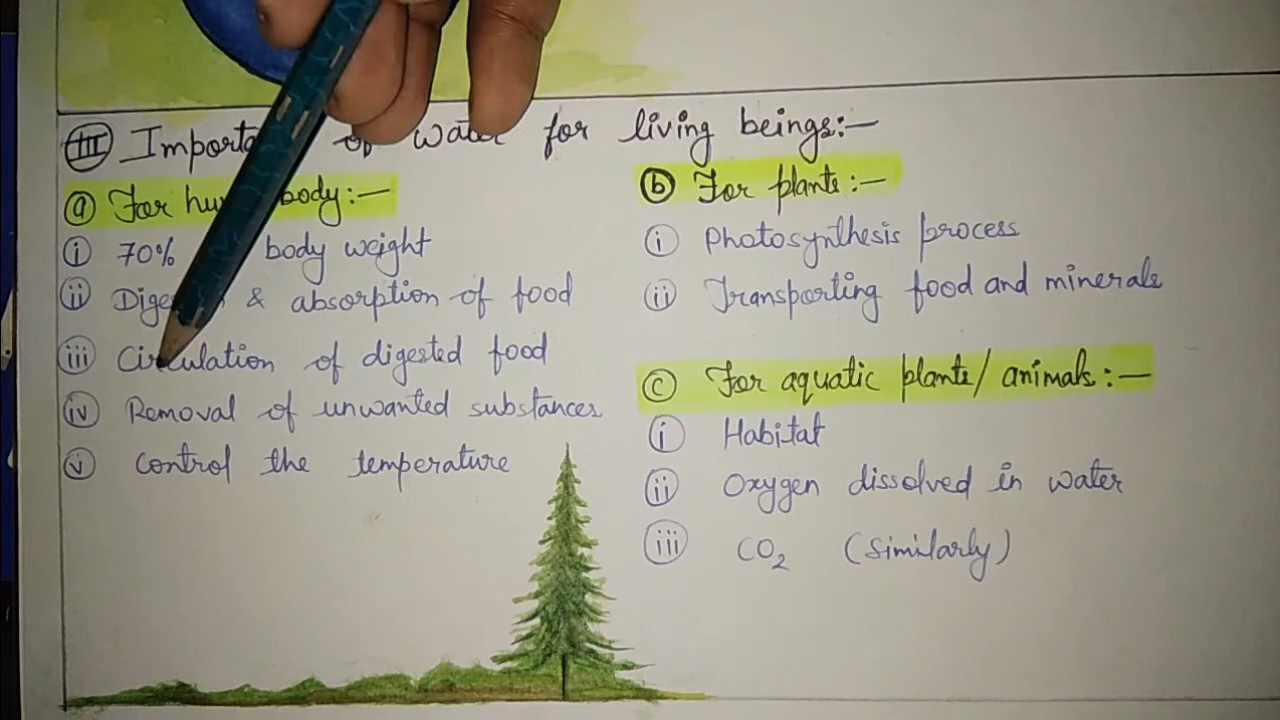 III Importa of water for living beings:-
a For hu body:-
i 70% body weight
ii Diges & absorption of food
iii Circulation of digested food
iv Removal of unwanted substances
v Control the temperature
b For plants:-
i Photosynthesis process
ii Transporting food and minerals
c For aquatic plants/animals:-
i Habitat
ii Oxygen dissolved in water
iii CO₂ (Similarly)